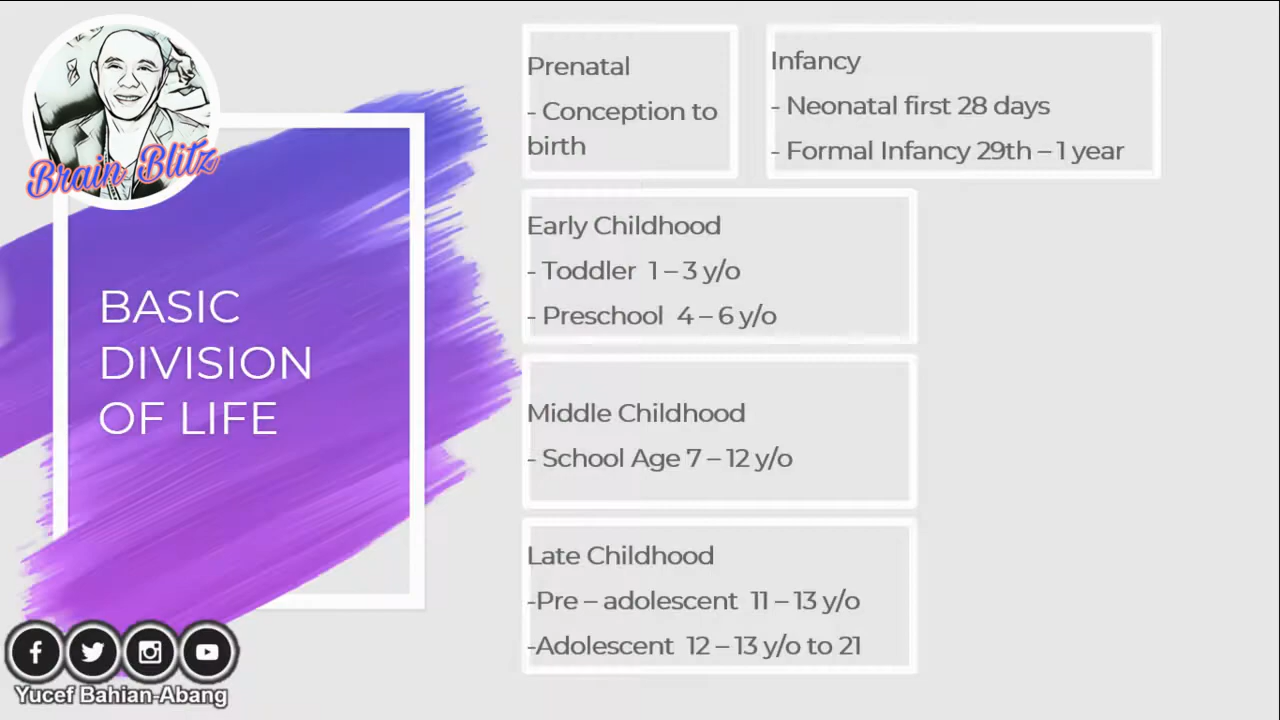 Brain Blitz
BASIC
DIVISION
OF LIFE
Prenatal
- Conception to
birth
Infancy
- Neonatal first 28 days
- Formal Infancy 29th – 1 year
Early Childhood
- Toddler 1 – 3 y/o
- Preschool 4 – 6 y/o
Middle Childhood
- School Age 7 – 12 y/o
Late Childhood
-Pre – adolescent 11 – 13 y/o
-Adolescent 12 – 13 y/o to 21
Yucef Bahian-Abang